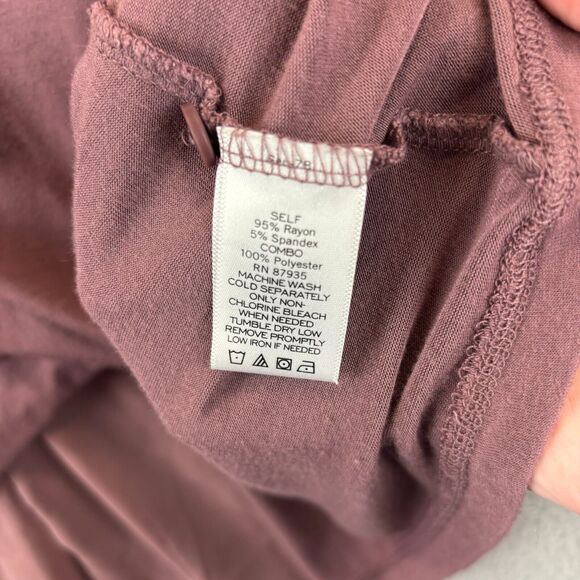 SELF
95% Rayon
5% Spandex
COMBO
100% Polyester
RN 87935
MACHINE WASH
COLD SEPARATELY
ONLY NON-
CHLORINE BLEACH
WHEN NEEDED
TUMBLE DRY LOW
REMOVE PROMPTLY
LOW IRON IF NEEDED